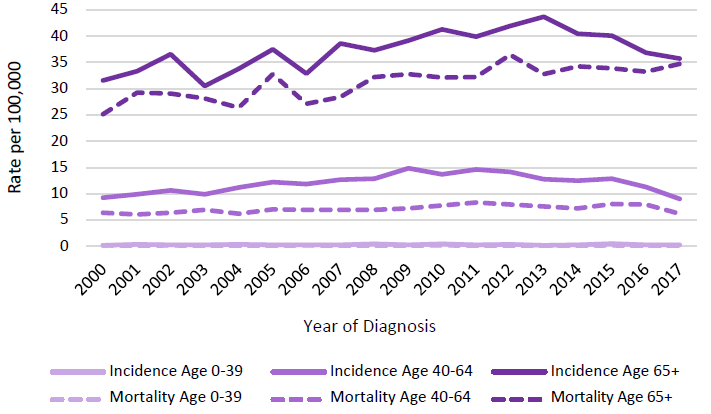 45
40
35
30
25
20
15
10
5
0
Rate per 100,000
2000 2001 2002 2003 2004 2005 2006 2007 2008 2009 2010 2011 2012 2013 2014 2015 2016 2017
Year of Diagnosis
Incidence Age 0-39 Incidence Age 40-64 Incidence Age 65+
Mortality Age 0-39 Mortality Age 40-64 Mortality Age 65+